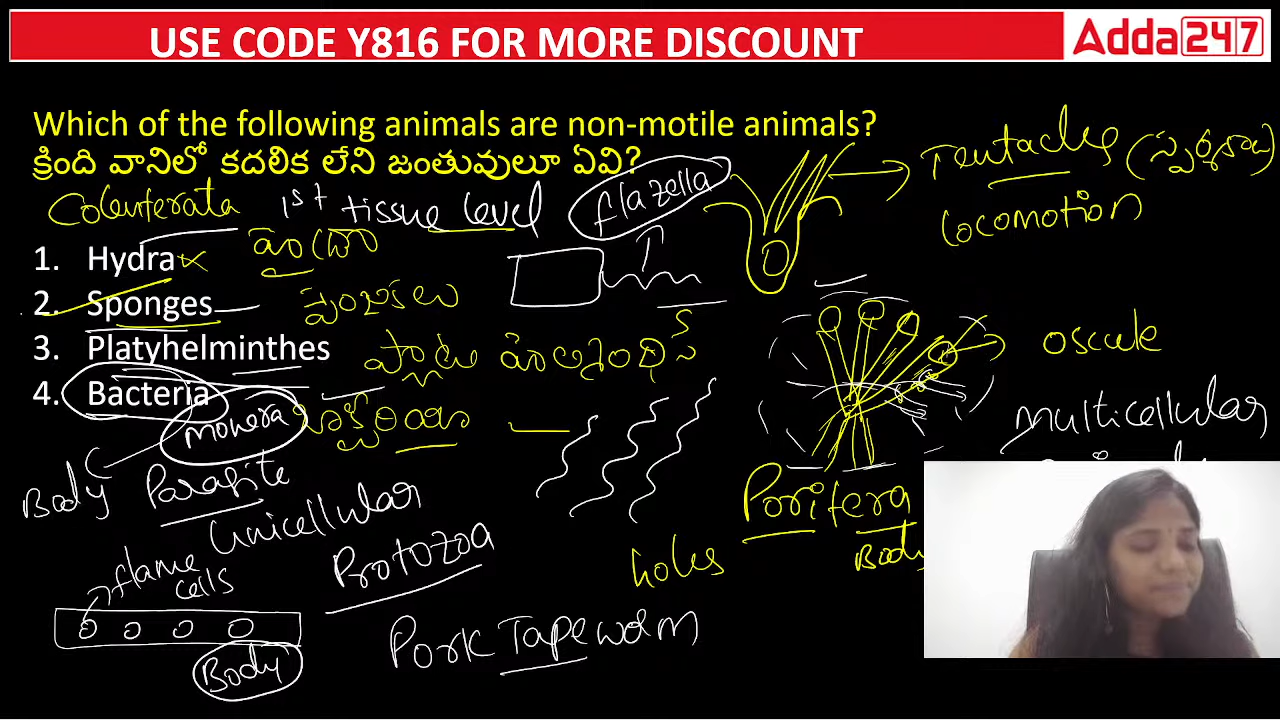 USE CODE Y816 FOR MORE DISCOUNT
Adda247
Which of the following animals are non-motile animals?
క్రింది వానిలో కదలిక లేని జంతువులూ ఏవి?
Tentacles
Locomotion
1st tissue level
flazella
1. Hydra
2. Sponges
3. Platyhelminthes
4. Bacteria
monera
oscule
multicellular
Body Parasite
unicellular
Porifera
Body
holes
Protozoa
flame
cells
Body
Pork Tapeworm